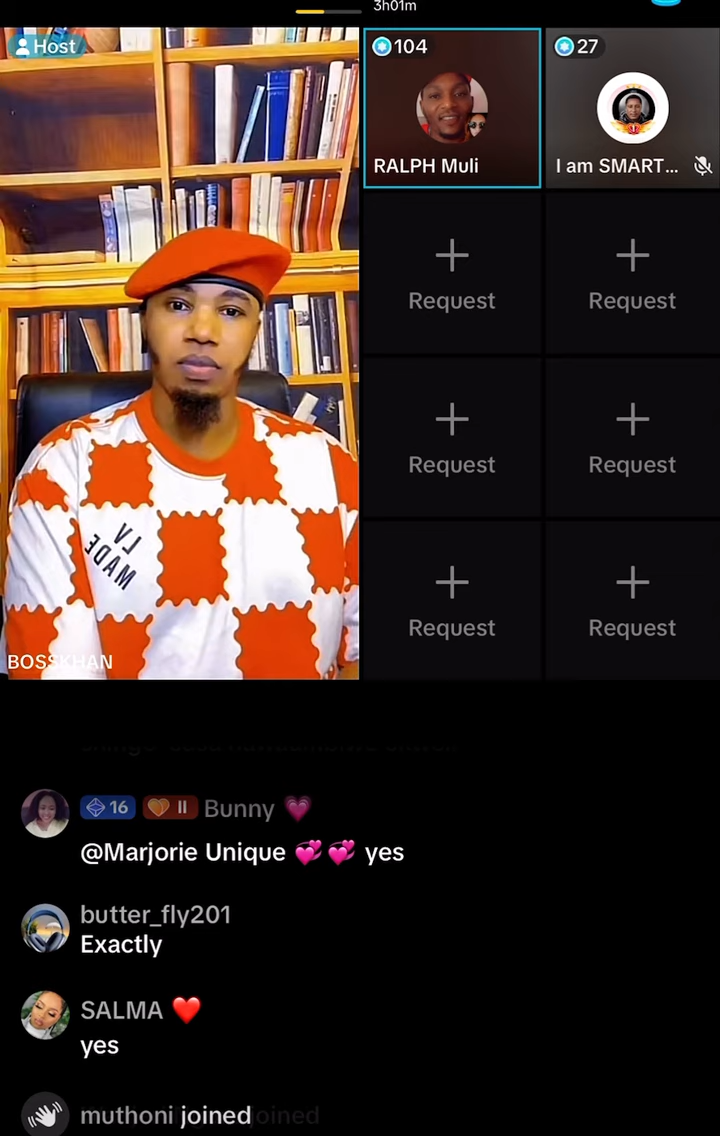 3h01m
Host
104
27
RALPH Muli
I am SMART...
Request
Request
Request
Request
Request
Request
LV
MADE
BOSSKHAN
16
II
Bunny 💗
@Marjorie Unique 💞 💞 yes
butter_fly201
Exactly
SALMA ❤️
yes
muthoni joined